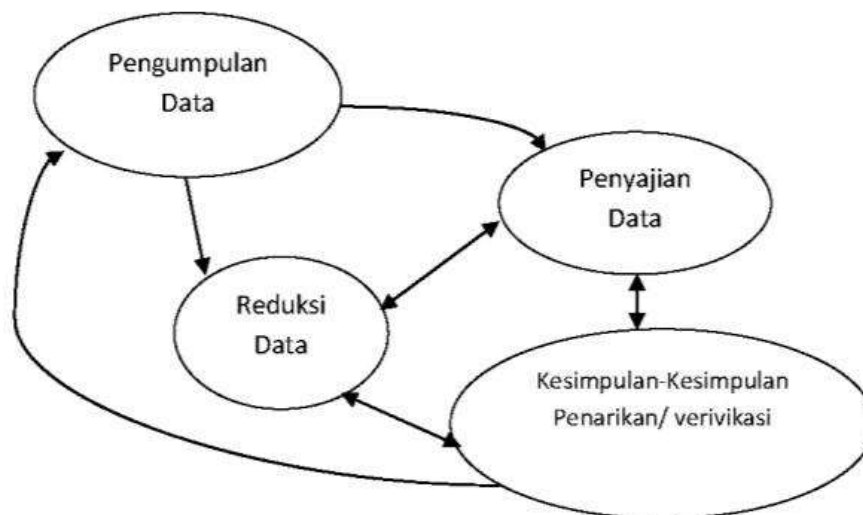 Pengumpulan
Data
Penyajian
Data
Reduksi
Data
Kesimpulan-Kesimpulan
Penarikan/ verivikasi